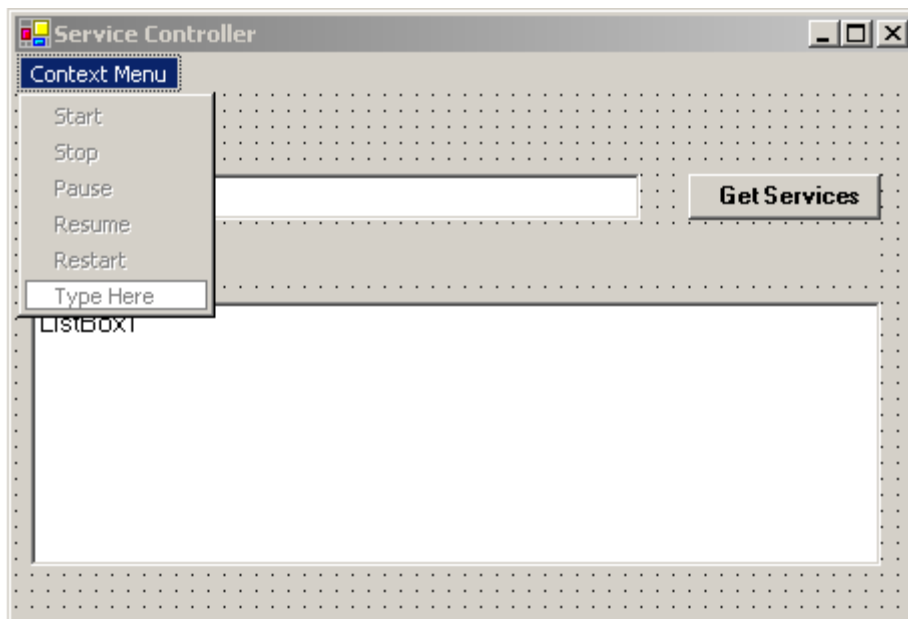 Service Controller
Context Menu
Start
Stop
Pause
Get Services
Resume
Restart
Type Here
ListBox1